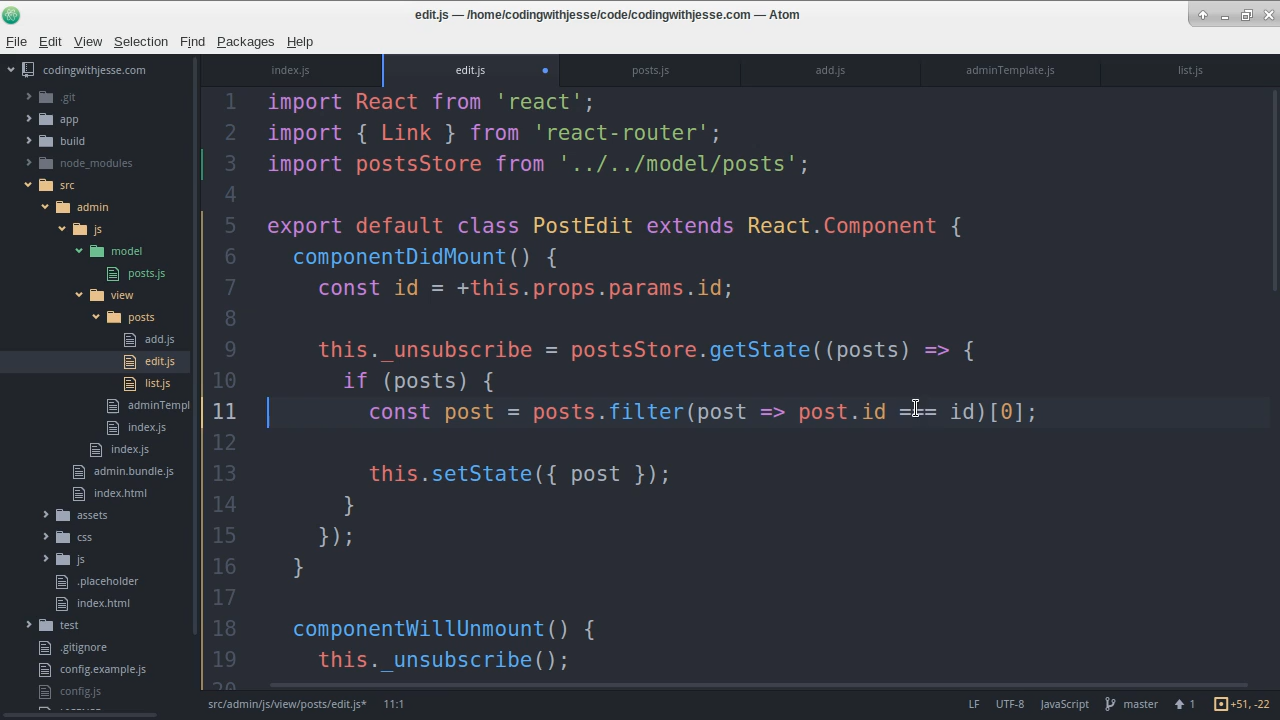 edit.js — /home/codingwithjesse/code/codingwithjesse.com — Atom
File Edit View Selection Find Packages Help
codingwithjesse.com
.git
app
build
node_modules
src
admin
js
model
posts.js
view
posts
add.js
edit.js
list.js
adminTempl
index.js
index.js
admin.bundle.js
index.html
assets
css
js
.placeholder
index.html
test
.gitignore
config.example.js
config.js
index.js edit.js posts.js add.js adminTemplate.js list.js
1 import React from 'react';
2 import { Link } from 'react-router';
3 import postsStore from '../../model/posts';
4
5 export default class PostEdit extends React.Component {
6 componentDidMount() {
7 const id = +this.props.params.id;
8
9 this._unsubscribe = postsStore.getState((posts) => {
10 if (posts) {
11 const post = posts.filter(post => post.id === id)[0];
12
13 this.setState({ post });
14 }
15 });
16 }
17
18 componentWillUnmount() {
19 this._unsubscribe();
20
src/admin/js/view/posts/edit.js* 11:1 LF UTF-8 JavaScript master 1 +51, -22